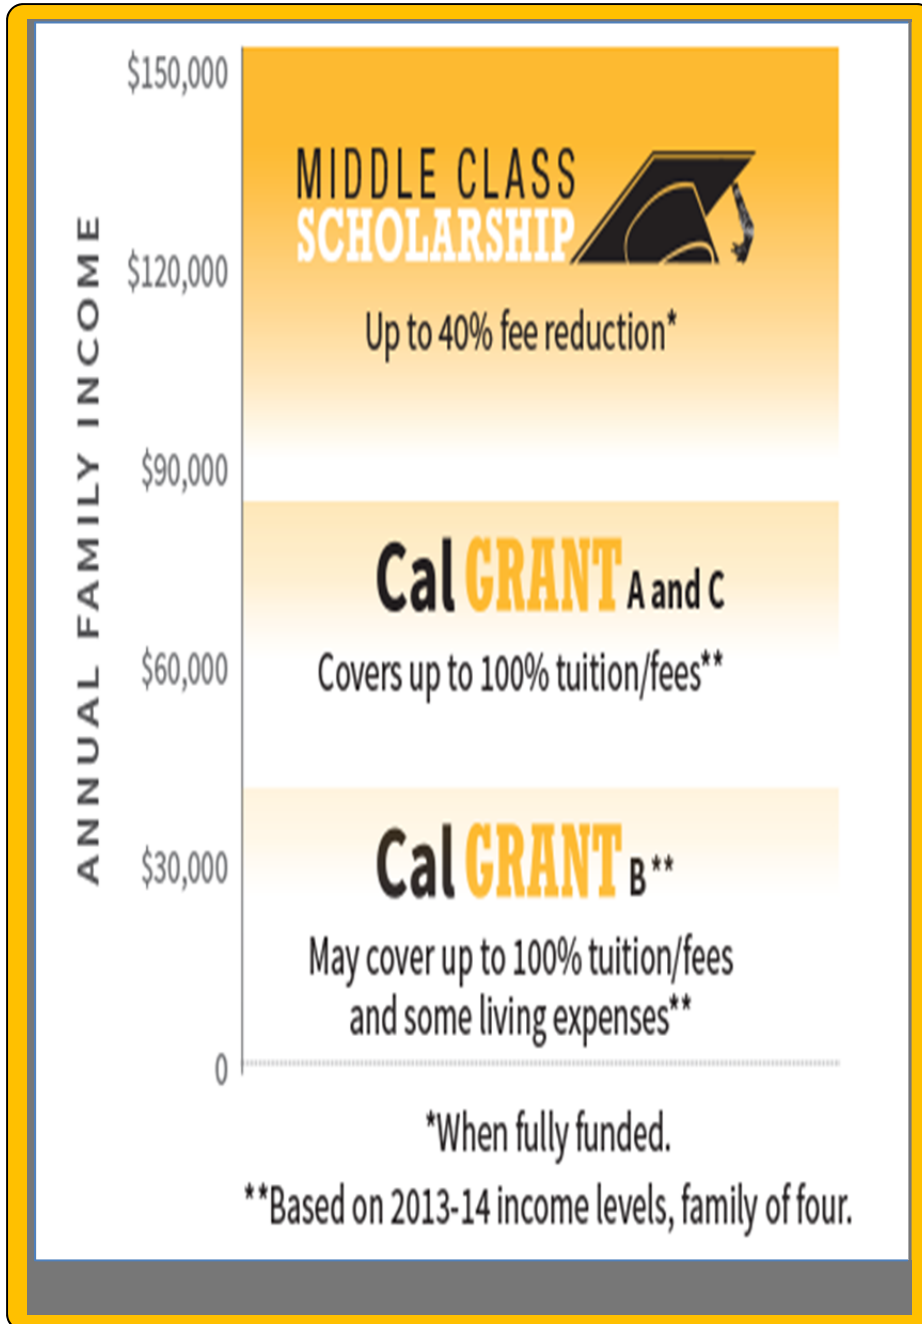 ANNUAL FAMILY INCOME
$150,000
MIDDLE CLASS
SCHOLARSHIP
$120,000
Up to 40% fee reduction*
$90,000
Cal GRANT A and C
Covers up to 100% tuition/fees**
$60,000
Cal GRANT B**
$30,000
May cover up to 100% tuition/fees
and some living expenses**
0
*When fully funded.
**Based on 2013-14 income levels, family of four.